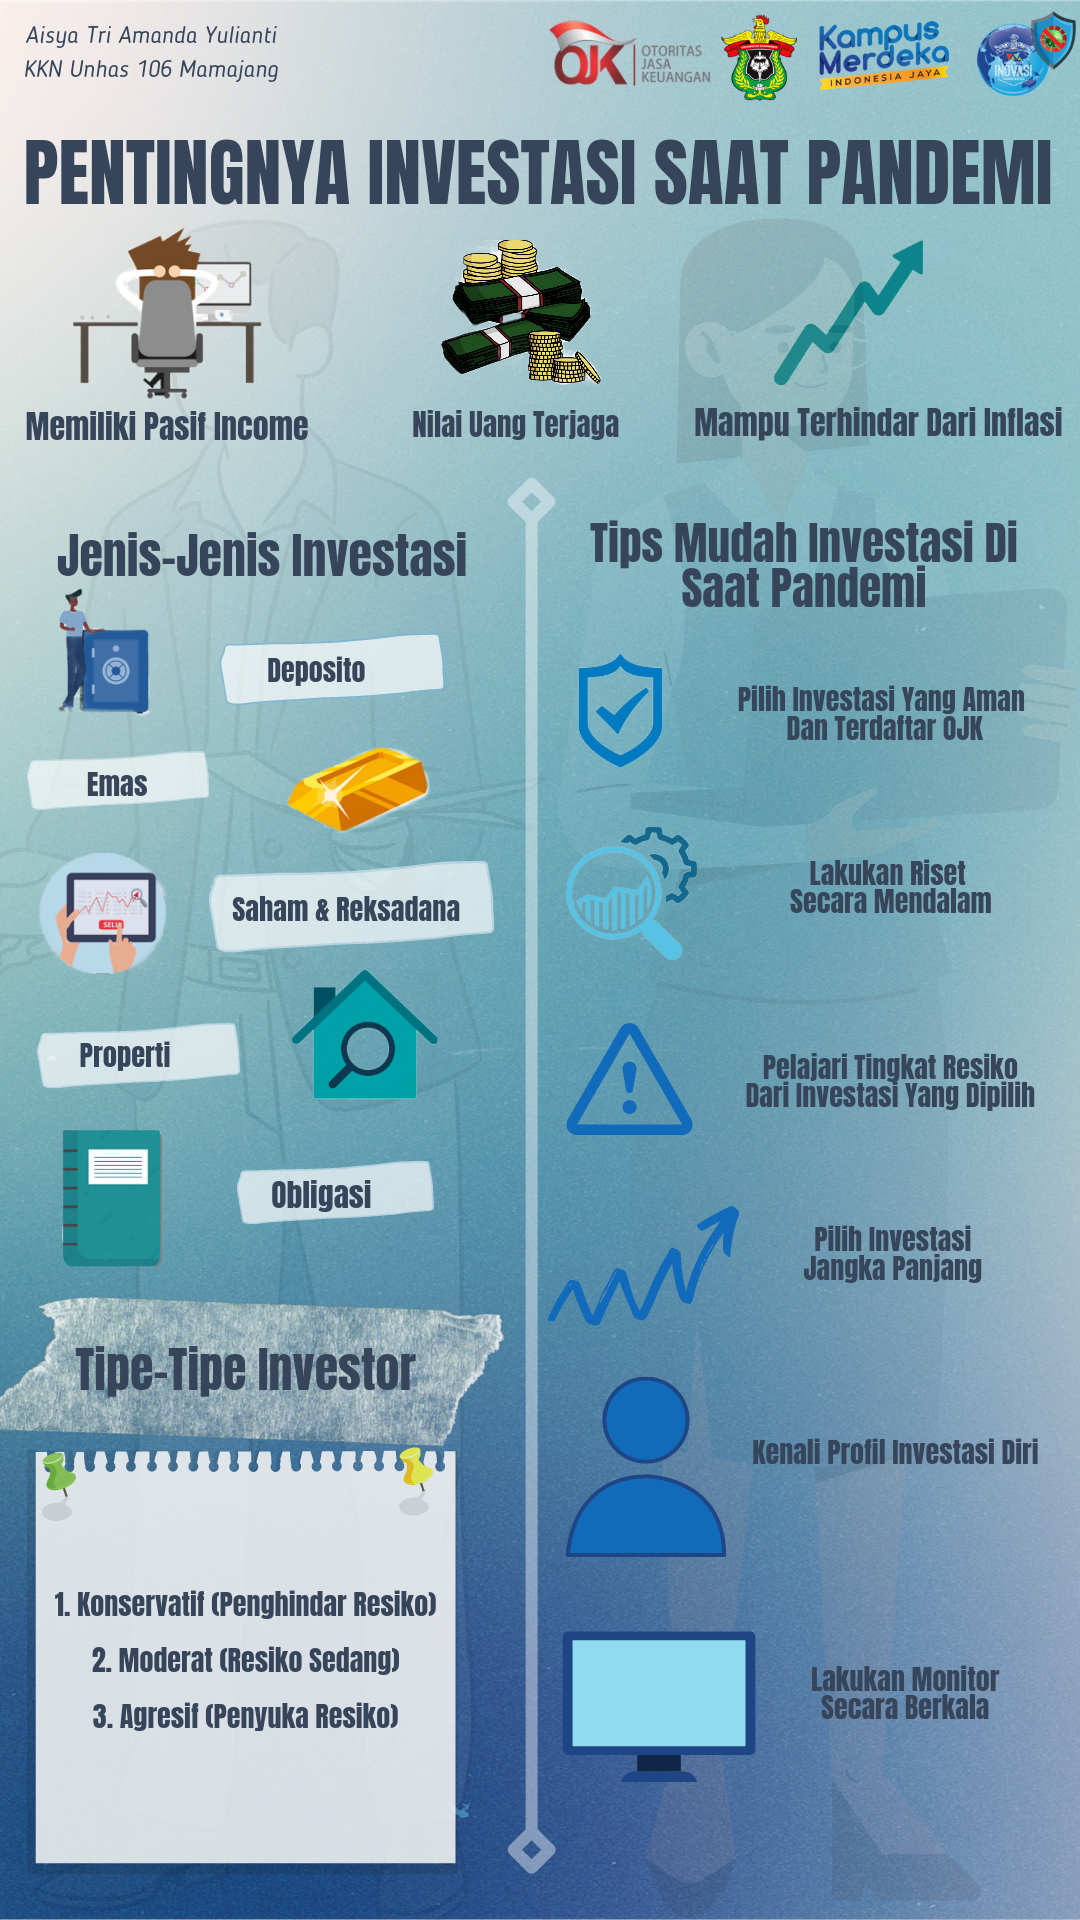 Aisya Tri Amanda Yulianti
KKN Unhas 106 Mamajang
OJK
OTORITAS
JASA
KEUANGAN
Kampus
Merdeka
INDONESIA JAYA
INOVASI
PENTINGNYA INVESTASI SAAT PANDEMI
Memiliki Pasif Income
Nilai Uang Terjaga
Mampu Terhindar Dari Inflasi
Jenis-Jenis Investasi
Deposito
Emas
SELL
Saham & Reksadana
Properti
Obligasi
Tipe-Tipe Investor
1. Konservatif (Penghindar Resiko)
2. Moderat (Resiko Sedang)
3. Agresif (Penyuka Resiko)
Tips Mudah Investasi Di
Saat Pandemi
Pilih Investasi Yang Aman
Dan Terdaftar OJK
Lakukan Riset
Secara Mendalam
Pelajari Tingkat Resiko
Dari Investasi Yang Dipilih
Pilih Investasi
Jangka Panjang
Kenali Profil Investasi Diri
Lakukan Monitor
Secara Berkala